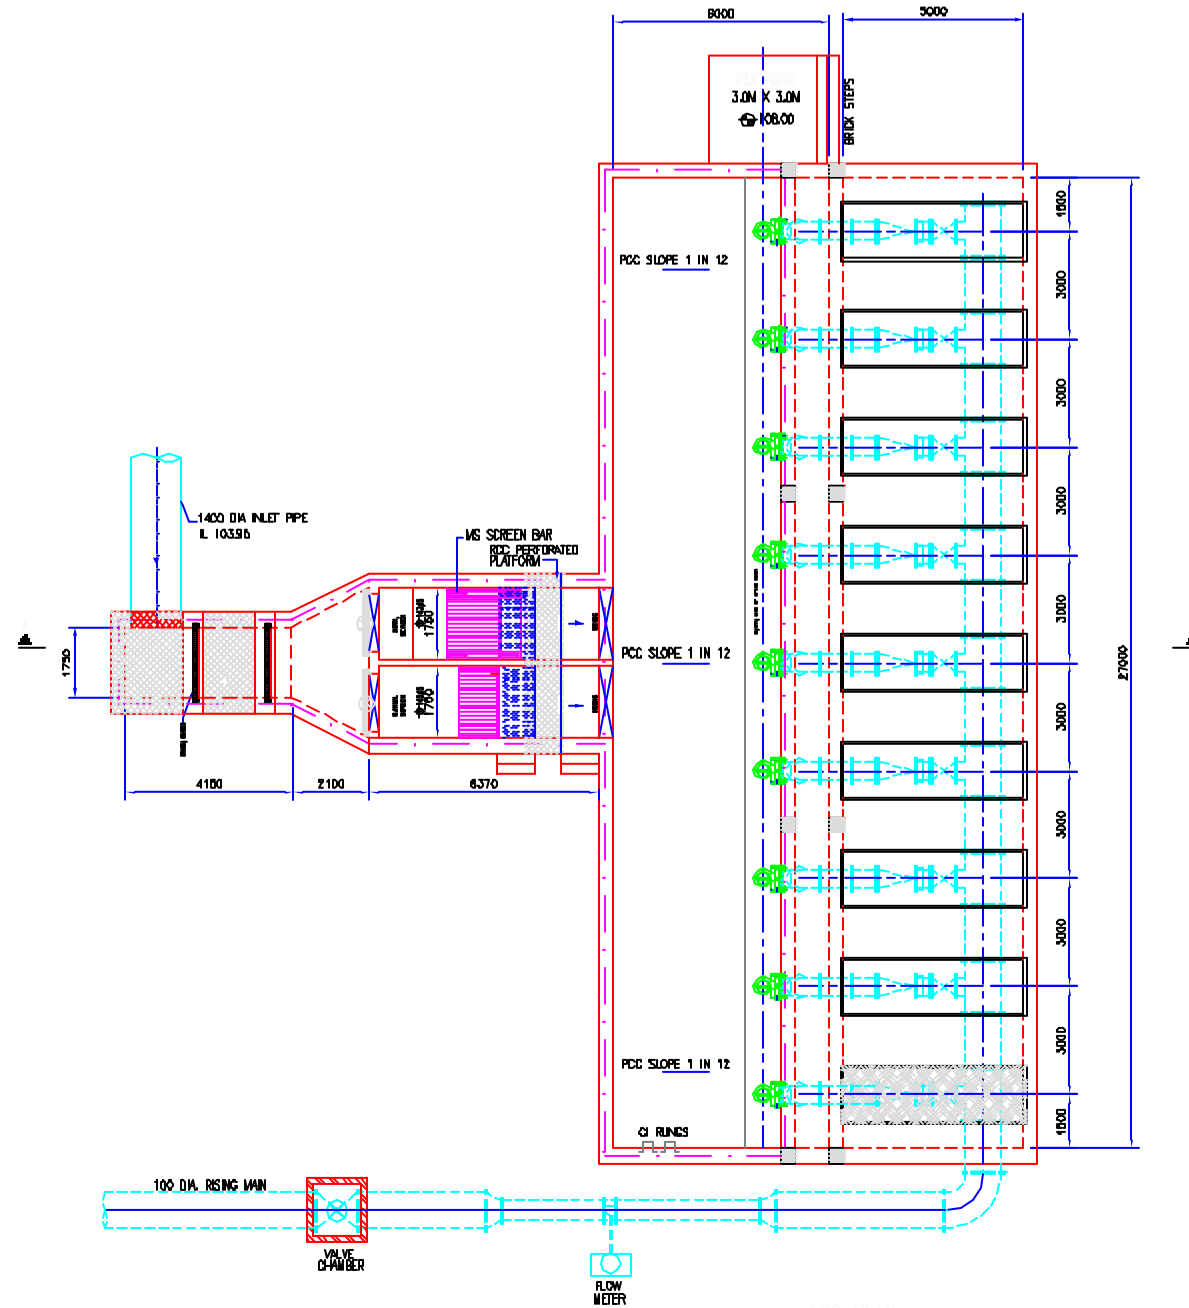 6000
5000
3.0M X 3.0M
108.00
BRICK STEPS
1500
PCC SLOPE 1 IN 12
3000
3000
3000
1400 DIA INLET PIPE
IL 103.96
MS SCREEN BAR
RCC PERFORATED
PLATFORM
3000
1750
1750
PCC SLOPE 1 IN 12
27000
1760
3000
4150
2100
6370
3000
3000
3000
PCC SLOPE 1 IN 12
1500
CI RUNGS
100 DIA. RISING MAIN
VALVE
CHAMBER
FLOW
METER